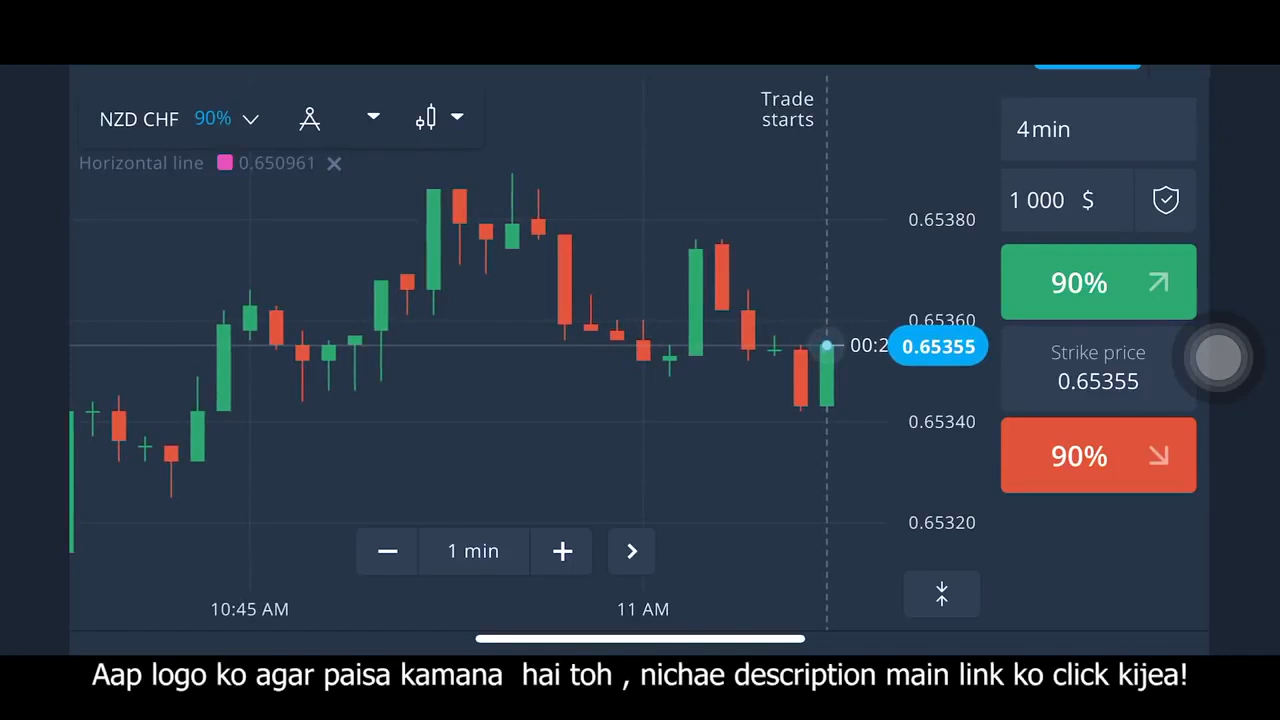 NZD CHF 90%
Trade
starts
Horizontal line 0.650961
4min
1 000 $
0.65380
90%
0.65360
00:2
0.65355
Strike price
0.65355
0.65340
90%
0.65320
1 min
10:45 AM
11 AM
Aap logo ko agar paisa kamana hai toh , nichae description main link ko click kijea!